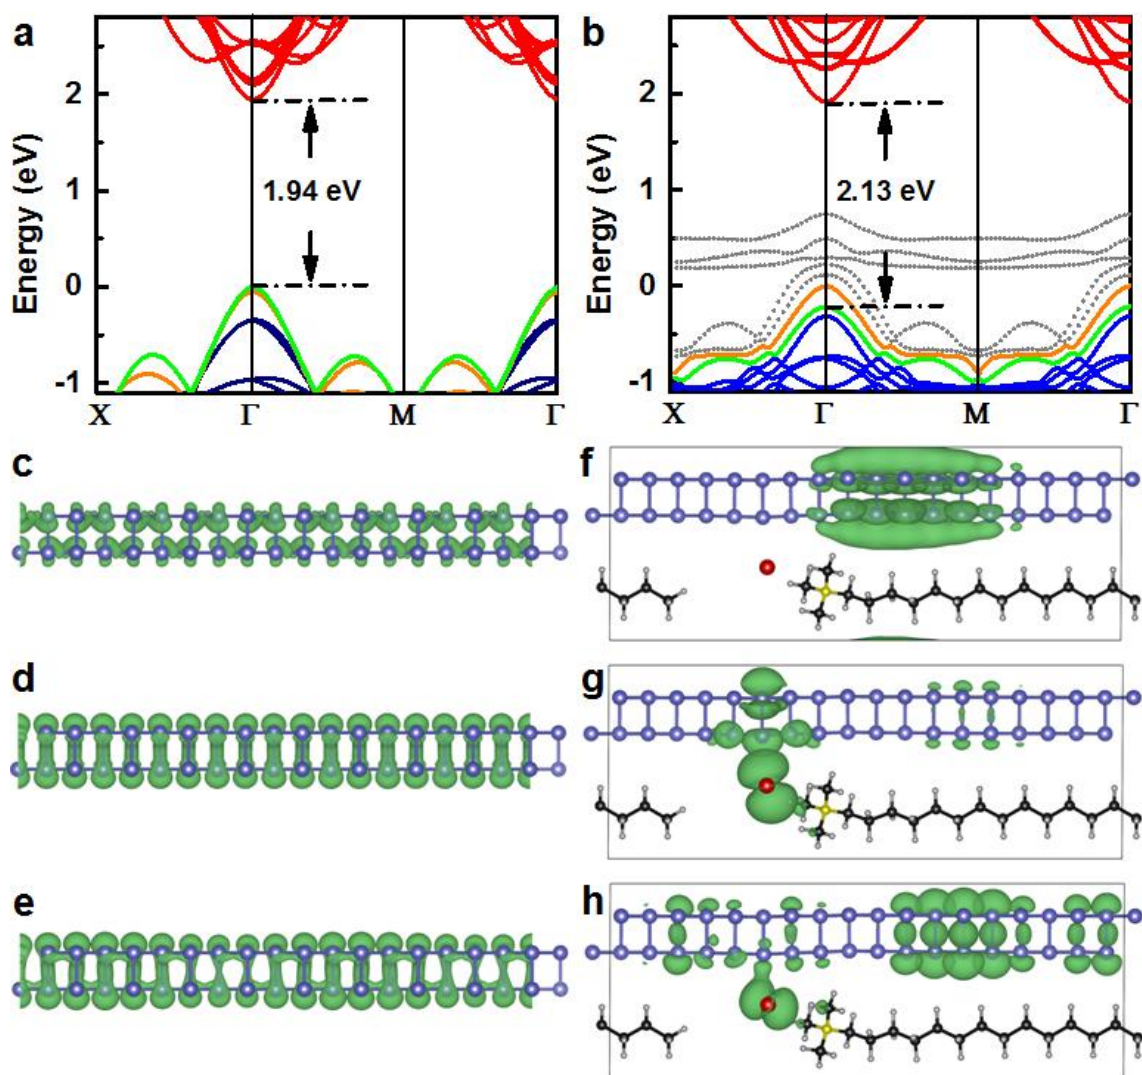 a
Energy (eV)
2
1
0
-1
1.94 eV
X Γ M Γ
b
Energy (eV)
2
1
0
-1
2.13 eV
X Γ M Γ
c
f
d
g
e
h